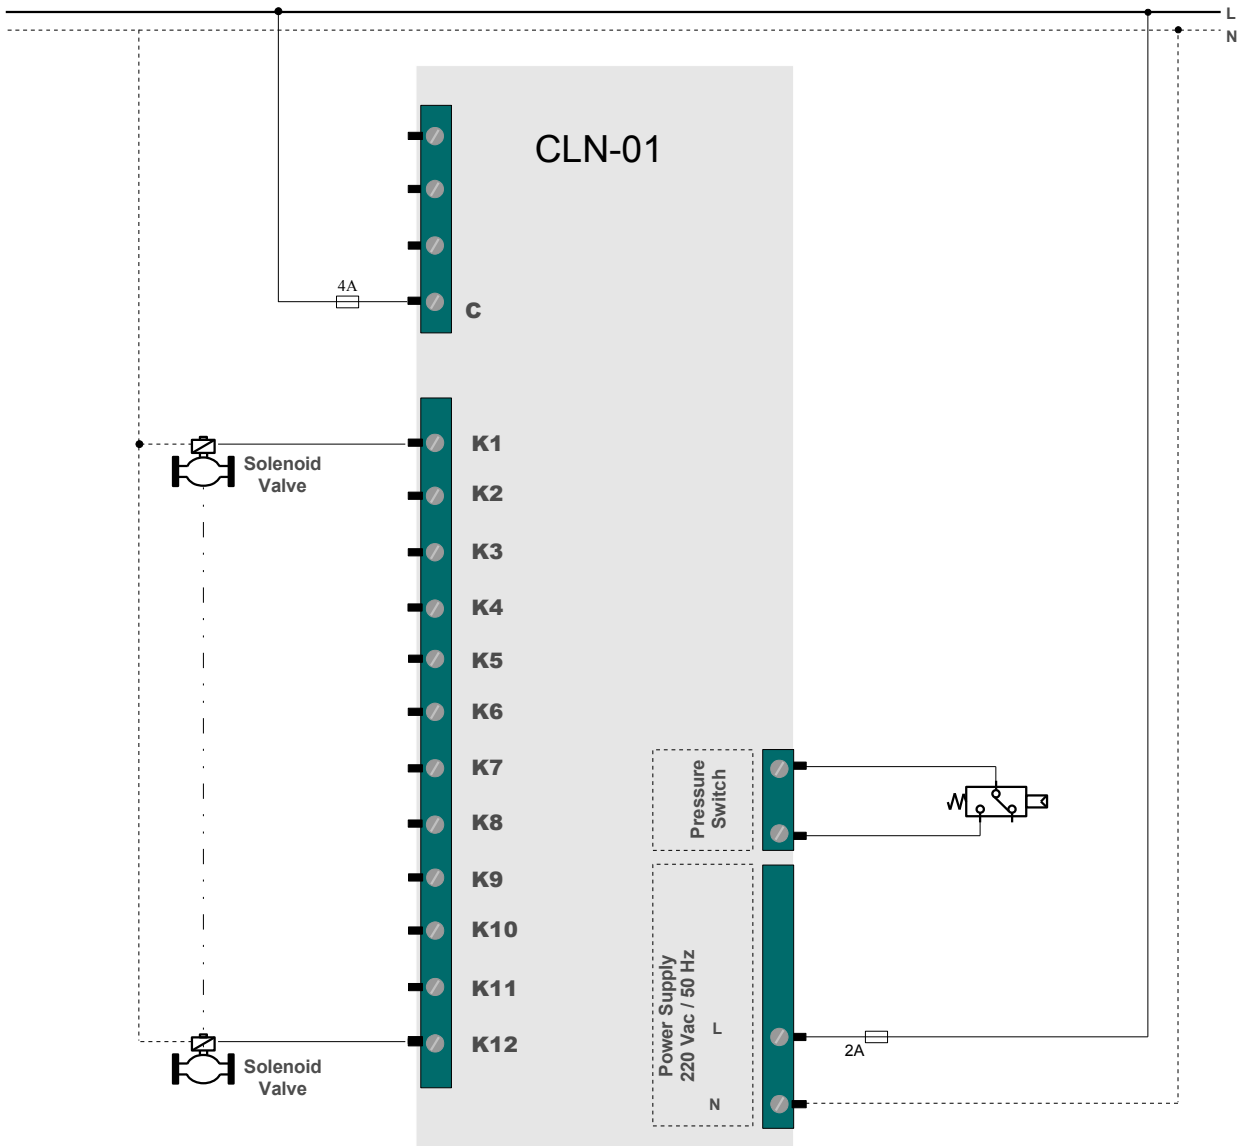 L
N
CLN-01
4A
C
K1
Solenoid
Valve
K2
K3
K4
K5
K6
K7
K8
K9
K10
K11
K12
Solenoid
Valve
Pressure
Switch
Power Supply
220 Vac / 50 Hz
L
N
2A